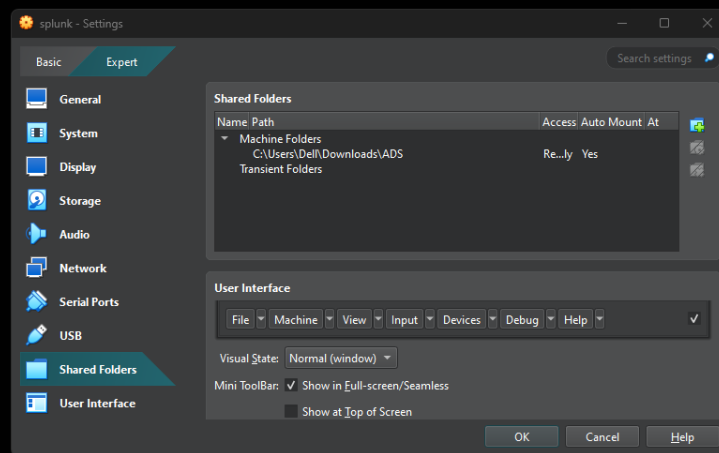 splunk - Settings
Basic Expert
Search settings
General
System
Display
Storage
Audio
Network
Serial Ports
USB
Shared Folders
User Interface
Shared Folders
Name Path Access Auto Mount At
Machine Folders
C:\Users\Dell\Downloads\ADS Re...ly Yes
Transient Folders
User Interface
File Machine View Input Devices Debug Help
Visual State: Normal (window)
Mini ToolBar: Show in Full-screen/Seamless
Show at Top of Screen
OK Cancel Help